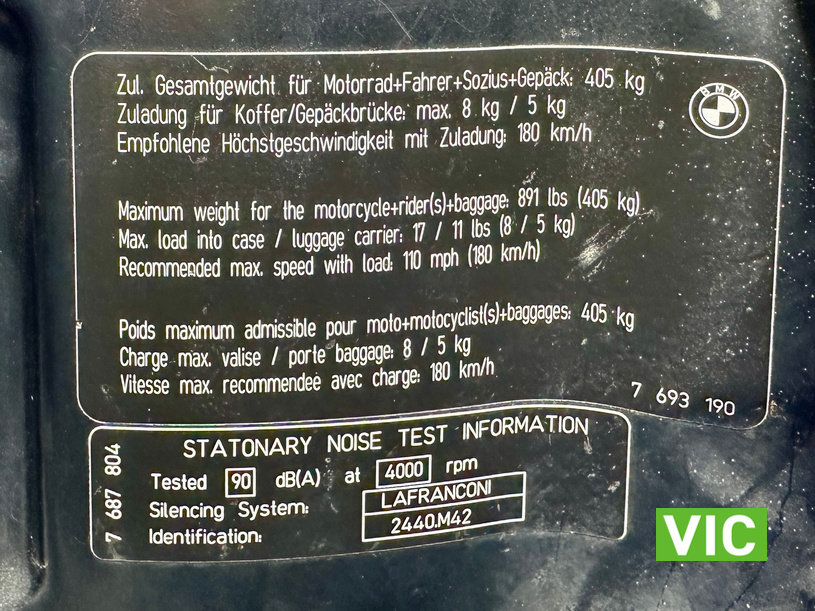 Zul. Gesamtgewicht für Motorrad+Fahrer+Sozius+Gepäck: 405 kg
Zuladung für Koffer/Gepäckbrücke: max. 8 kg / 5 kg
Empfohlene Höchstgeschwindigkeit mit Zuladung: 180 km/h
BMW
Maximum weight for the motorcycle+rider(s)+baggage: 891 lbs (405 kg)
Max. load into case / luggage carrier: 17 / 11 lbs (8 / 5 kg)
Recommended max. speed with load: 110 mph (180 km/h)
Poids maximum admissible pour moto+motocyclist(s)+baggages: 405 kg
Charge max. valise / porte baggage: 8 / 5 kg
Vitesse max. recommendeé avec charge: 180 km/h
7 693 190
7 687 804
STATONARY NOISE TEST INFORMATION
Tested 90 dB(A) at 4000 rpm
Silencing System: LAFRANCONI
Identification: 2440.M42
VIC